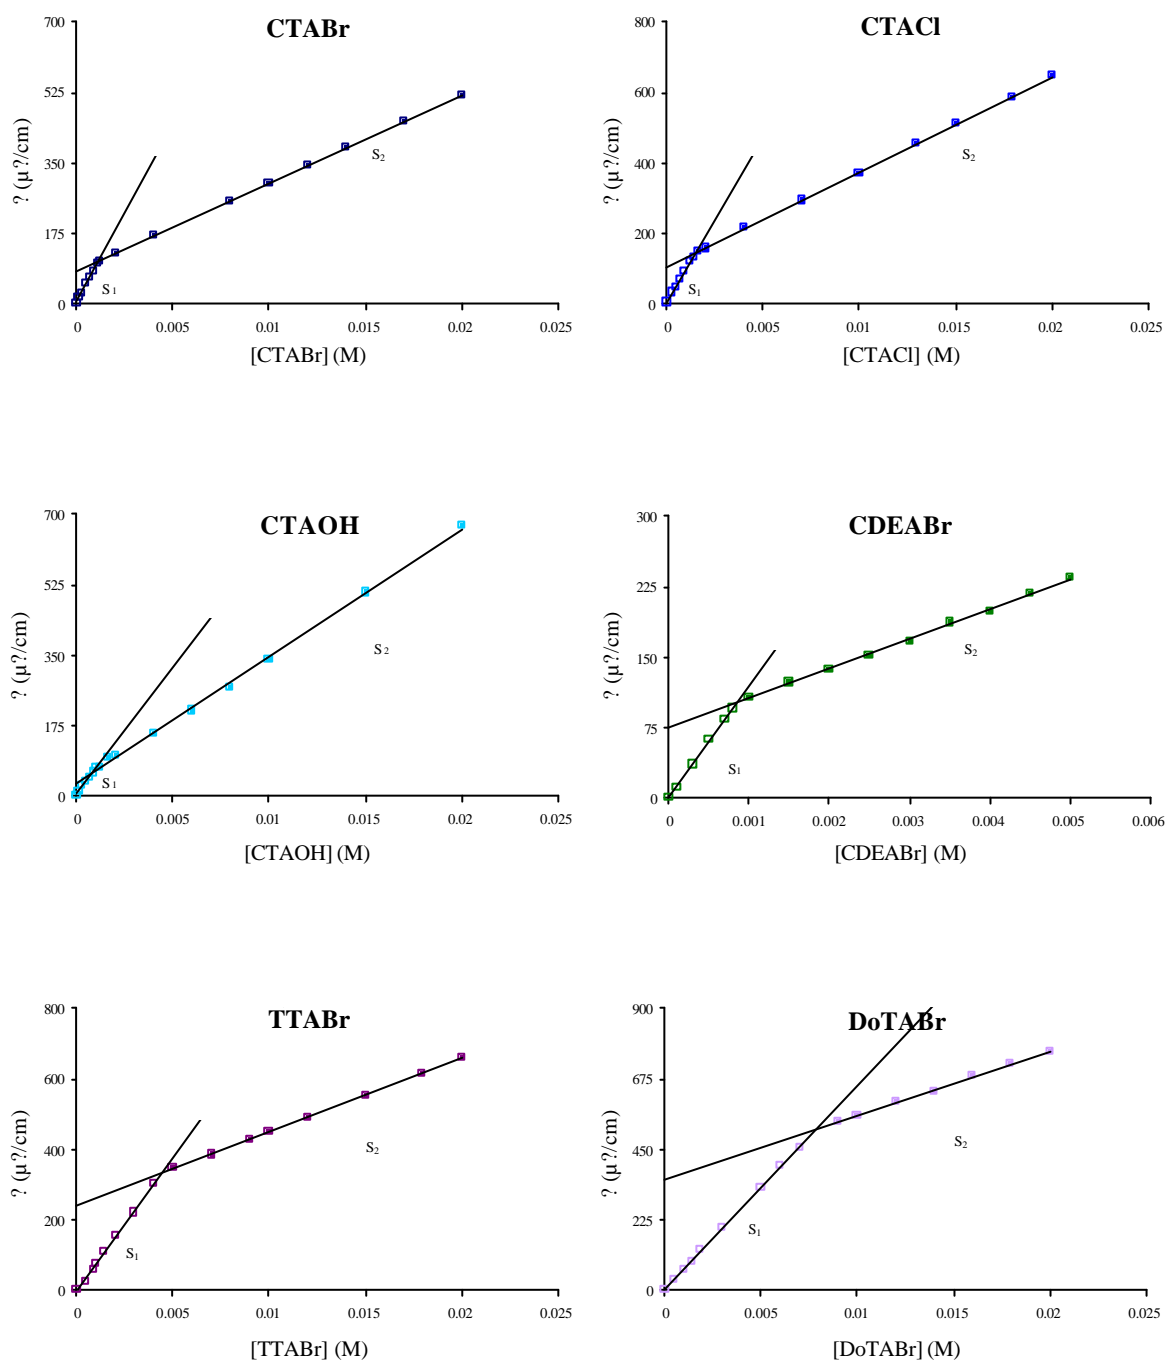 CTABr
700
525
350
175
0
? (µ?/cm)
S1
S2
0 0.005 0.01 0.015 0.02 0.025
[CTABr] (M)
CTACl
800
600
400
200
0
? (µ?/cm)
S1
S2
0 0.005 0.01 0.015 0.02 0.025
[CTACl] (M)
CTAOH
700
525
350
175
0
? (µ?/cm)
S1
S2
0 0.005 0.01 0.015 0.02 0.025
[CTAOH] (M)
CDEABr
300
225
150
75
0
? (µ?/cm)
S1
S2
0 0.001 0.002 0.003 0.004 0.005 0.006
[CDEABr] (M)
TTABr
800
600
400
200
0
? (µ?/cm)
S1
S2
0 0.005 0.01 0.015 0.02 0.025
[TTABr] (M)
DoTABr
900
675
450
225
0
? (µ?/cm)
S1
S2
0 0.005 0.01 0.015 0.02 0.025
[DoTABr] (M)